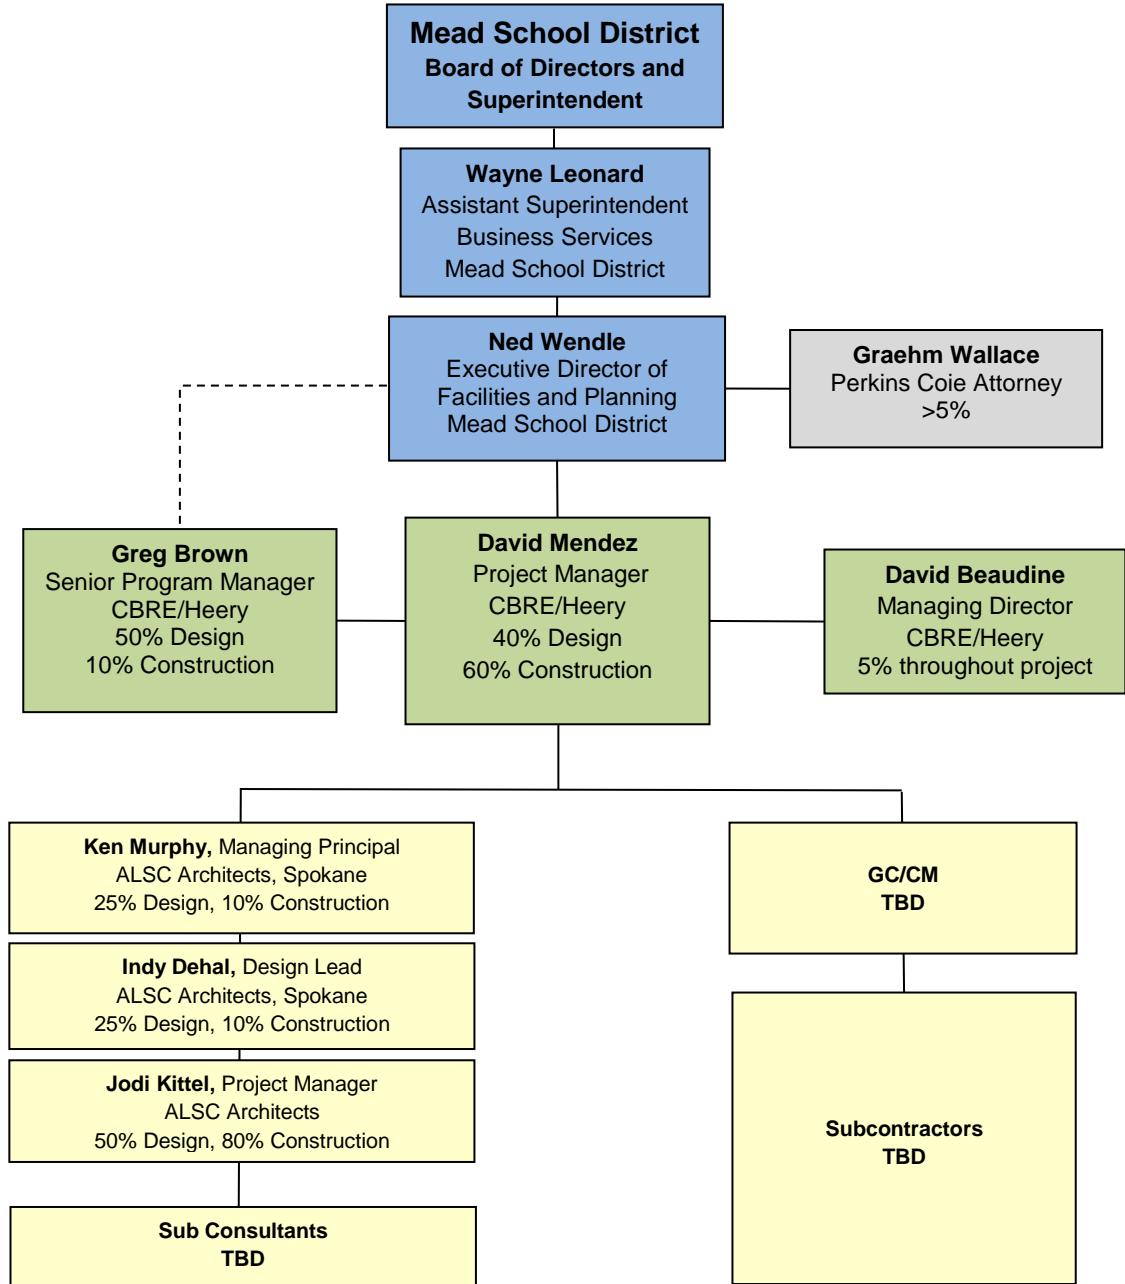 Mead School District
Board of Directors and
Superintendent
Wayne Leonard
Assistant Superintendent
Business Services
Mead School District
Ned Wendle
Executive Director of
Facilities and Planning
Mead School District
Graehm Wallace
Perkins Coie Attorney
>5%
Greg Brown
Senior Program Manager
CBRE/Heery
50% Design
10% Construction
David Mendez
Project Manager
CBRE/Heery
40% Design
60% Construction
David Beaudine
Managing Director
CBRE/Heery
5% throughout project
Ken Murphy, Managing Principal
ALSC Architects, Spokane
25% Design, 10% Construction
Indy Dehal, Design Lead
ALSC Architects, Spokane
25% Design, 10% Construction
Jodi Kittel, Project Manager
ALSC Architects
50% Design, 80% Construction
Sub Consultants
TBD
GC/CM
TBD
Subcontractors
TBD